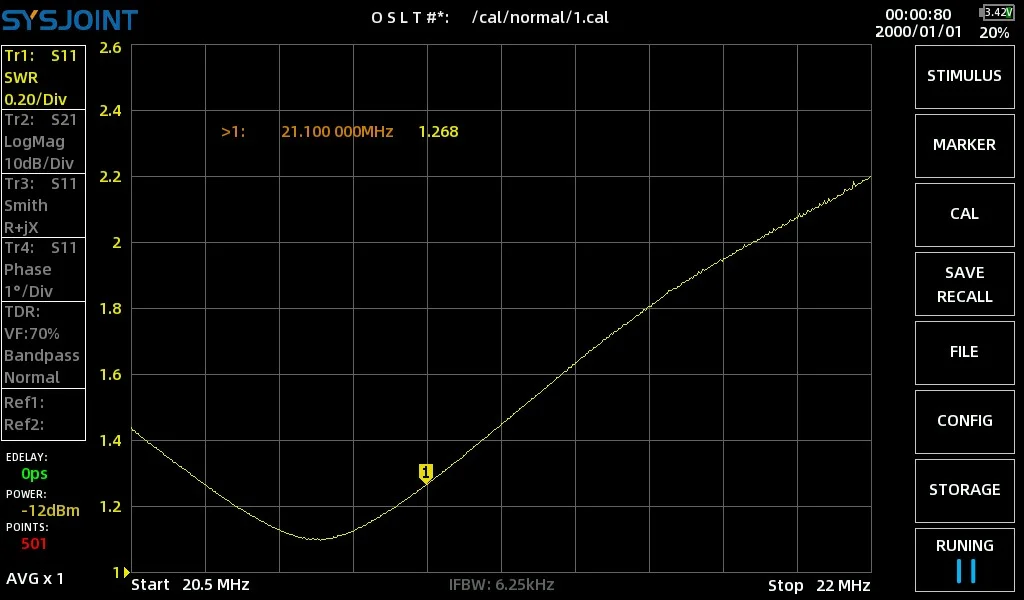 SYSJOINT
O S L T #*: /cal/normal/1.cal
00:00:80
2000/01/01
3.42V
20%
Tr1: S11
SWR
0.20/Div
Tr2: S21
LogMag
10dB/Div
Tr3: S11
Smith
R+jX
Tr4: S11
Phase
1°/Div
TDR:
VF:70%
Bandpass
Normal
Ref1:
Ref2:
EDELAY:
0ps
POWER:
-12dBm
POINTS:
501
AVG x 1
2.6
2.4
2.2
2
1.8
1.6
1.4
1.2
1
>1: 21.100 000MHz 1.268
1
Start 20.5 MHz
IFBW: 6.25kHz
Stop 22 MHz
STIMULUS
MARKER
CAL
SAVE
RECALL
FILE
CONFIG
STORAGE
RUNING